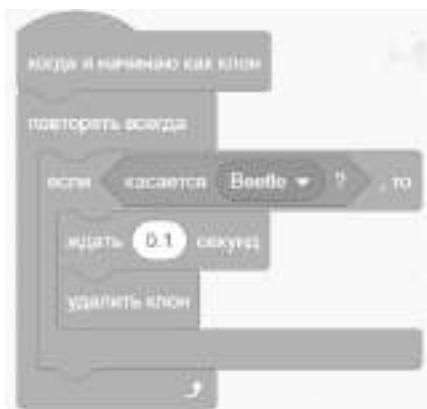 когда я начинаю как клон
повторять всегда
если касается Beetle ? , то
ждать 0.1 секунд
удалить клон